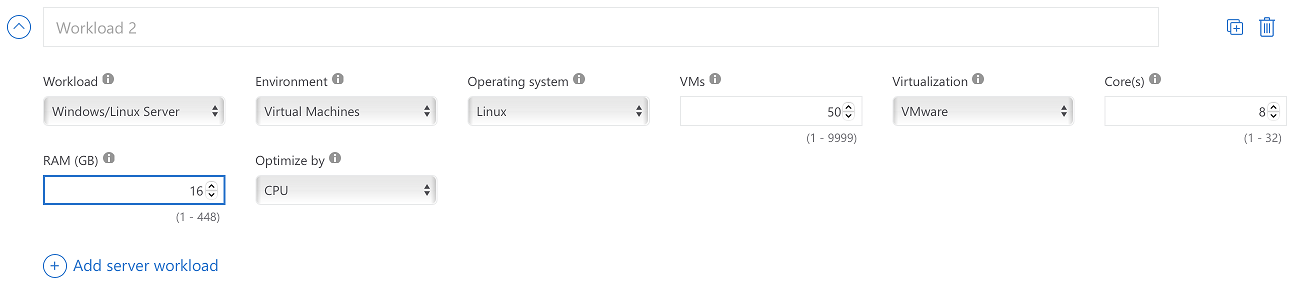 Workload 2
Workload Environment Operating system VMs Virtualization Core(s)
Windows/Linux Server Virtual Machines Linux 50 VMware 8
(1 - 9999) (1 - 32)
RAM (GB) Optimize by
16 CPU
(1 - 448)
Add server workload